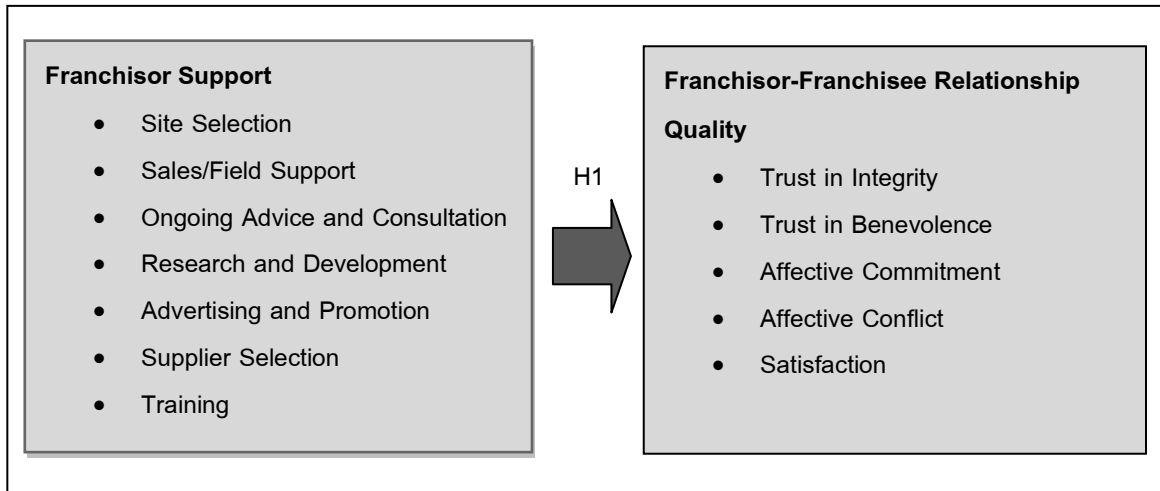 Franchisor Support
• Site Selection
• Sales/Field Support
• Ongoing Advice and Consultation
• Research and Development
• Advertising and Promotion
• Supplier Selection
• Training
H1
Franchisor-Franchisee Relationship
Quality
• Trust in Integrity
• Trust in Benevolence
• Affective Commitment
• Affective Conflict
• Satisfaction